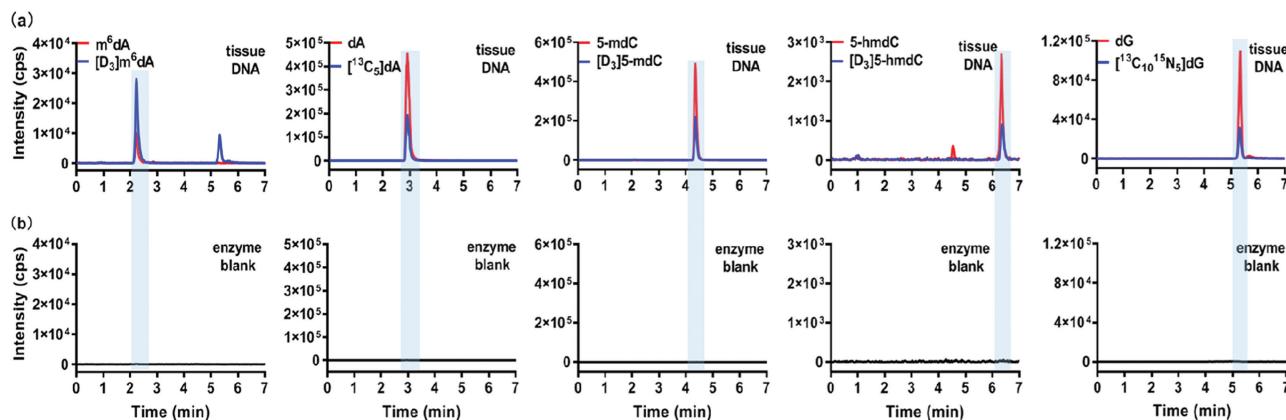 (a)
Intensity (cps)
4×10⁴
3×10⁴
2×10⁴
1×10⁴
0
m⁶dA
[D₃]m⁶dA
tissue
DNA
0 1 2 3 4 5 6 7
5×10⁵
4×10⁵
3×10⁵
2×10⁵
1×10⁵
0
dA
[¹³C₅]dA
tissue
DNA
0 1 2 3 4 5 6 7
6×10⁵
4×10⁵
2×10⁵
0
5-mdC
[D₃]5-mdC
tissue
DNA
0 1 2 3 4 5 6 7
3×10³
2×10³
1×10³
0
5-hmdC
[D₃]5-hmdC
tissue
DNA
0 1 2 3 4 5 6 7
1.2×10⁵
8×10⁴
4×10⁴
0
dG
[¹³C₁₀¹⁵N₅]dG
tissue
DNA
0 1 2 3 4 5 6 7
(b)
Intensity (cps)
4×10⁴
3×10⁴
2×10⁴
1×10⁴
0
enzyme
blank
0 1 2 3 4 5 6 7
Time (min)
5×10⁵
4×10⁵
3×10⁵
2×10⁵
1×10⁵
0
enzyme
blank
0 1 2 3 4 5 6 7
Time (min)
6×10⁵
4×10⁵
2×10⁵
0
enzyme
blank
0 1 2 3 4 5 6 7
Time (min)
3×10³
2×10³
1×10³
0
enzyme
blank
0 1 2 3 4 5 6 7
Time (min)
1.2×10⁵
8×10⁴
4×10⁴
0
enzyme
blank
0 1 2 3 4 5 6 7
Time (min)